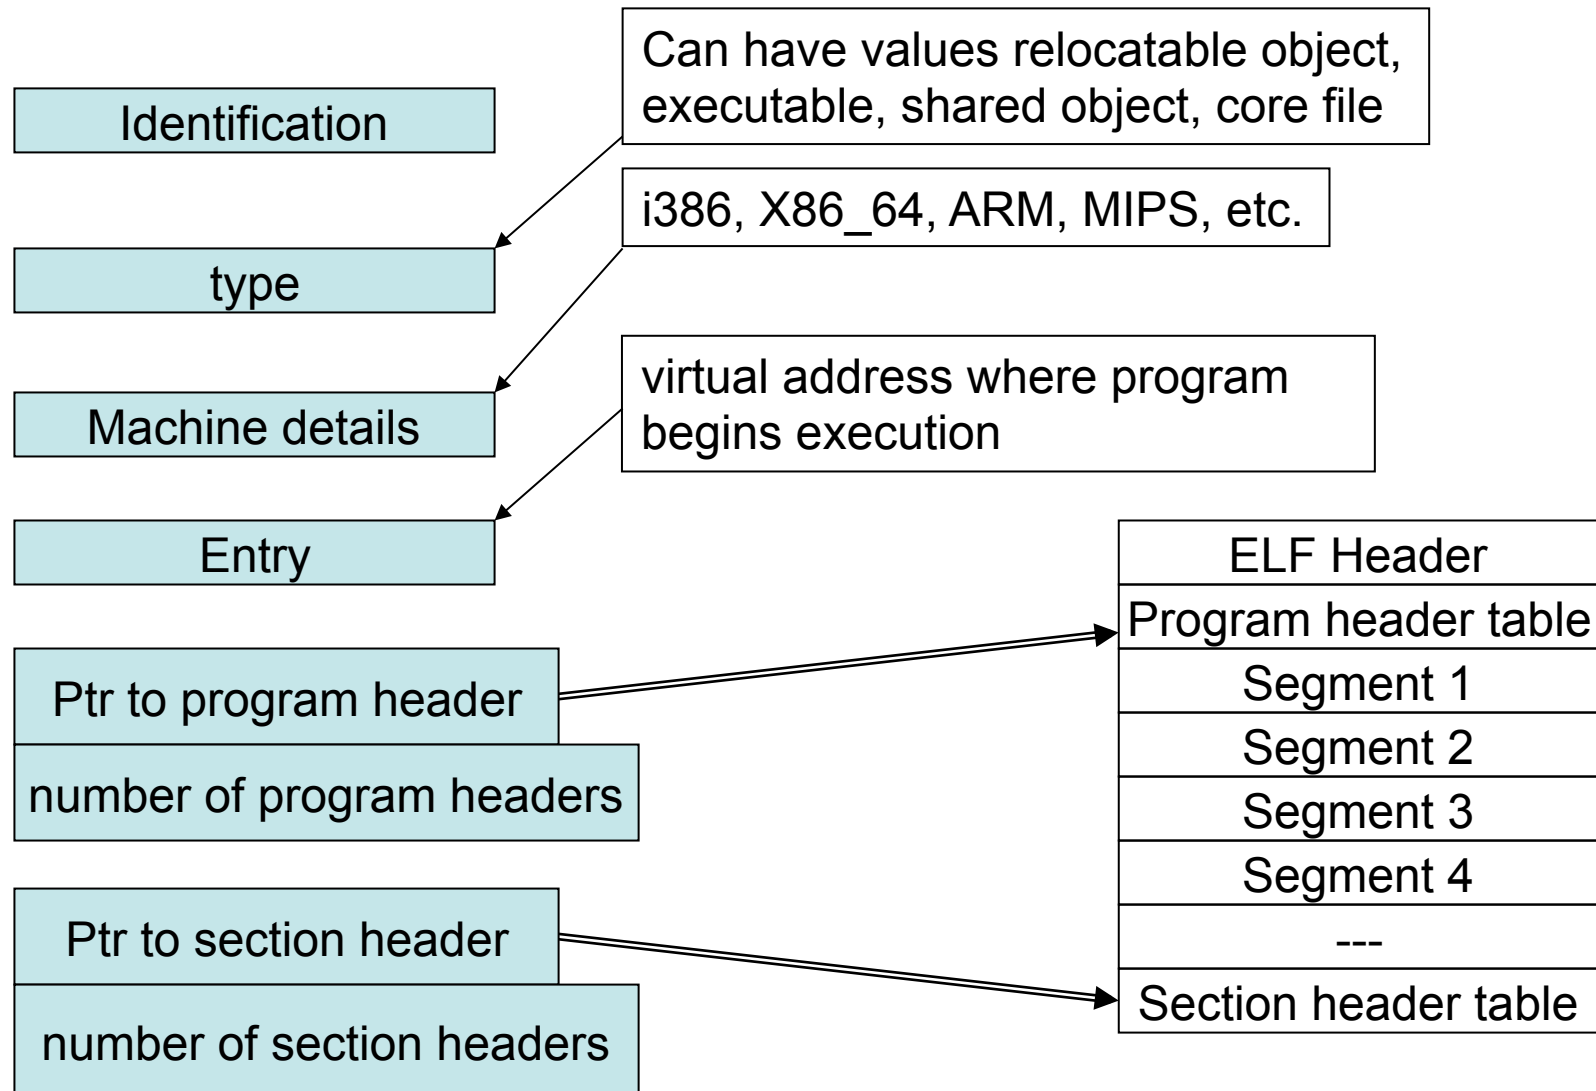 Can have values relocatable object,
executable, shared object, core file
Identification
i386, X86_64, ARM, MIPS, etc.
type
virtual address where program
begins execution
Machine details
Entry
ELF Header
Program header table
Segment 1
Segment 2
Segment 3
Segment 4
---
Section header table
Ptr to program header
number of program headers
Ptr to section header
number of section headers